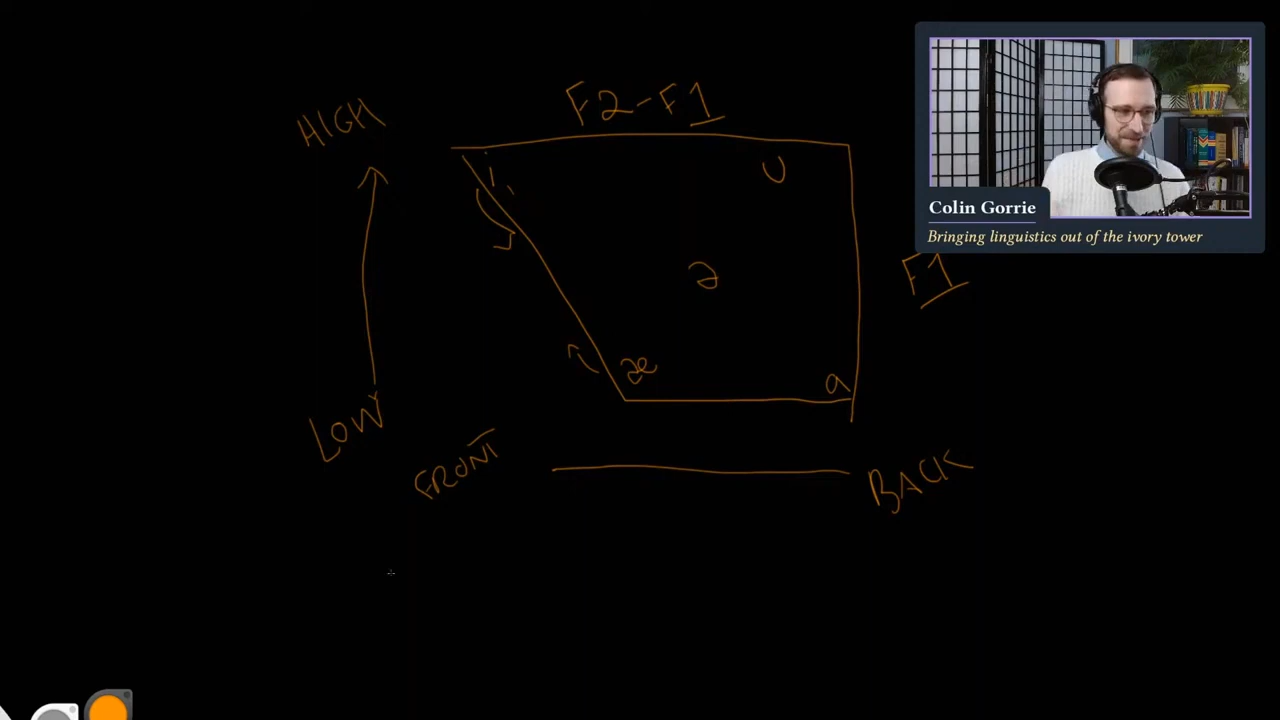 HIGH
F2-F1
i
U
Colin Gorrie
Bringing linguistics out of the ivory tower
F1
ə
æ
a
LOW
FRONT
BACK